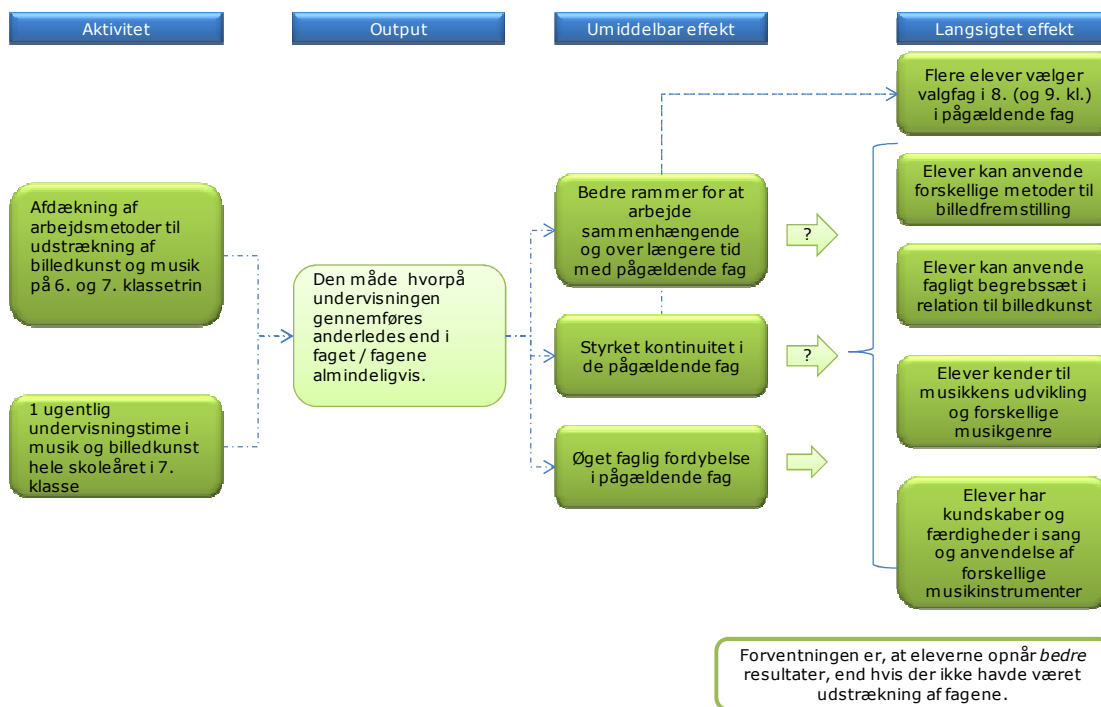 Aktivitet
Output
Umiddelbar effekt
Langsigtet effekt
Afdækning af
arbejdsmetoder til
udstrækning af
billedkunst og musik
på 6. og 7. klassetrin
1 ugentlig
undervisningstime i
musik og billedkunst
hele skoleåret i 7.
klasse
Den måde hvorpå
undervisningen
gennemføres
anderledes end i
faget / fagene
almindeligvis.
Bedre rammer for at
arbejde
sammenhængende
og over længere tid
med pågældende fag
?
Styrket kontinuitet i
de pågældende fag
?
Øget faglig fordybelse
i pågældende fag
Flere elever vælger
valgfag i 8. (og 9. kl.)
i pågældende fag
Elever kan anvende
forskellige metoder til
billedfremstilling
Elever kan anvende
fagligt begrebssæt i
relation til billedkunst
Elever kender til
musikkens udvikling
og forskellige
musikgenre
Elever har
kundskaber og
færdigheder i sang
og anvendelse af
forskellige
musikinstrumenter
Forventningen er, at eleverne opnår bedre
resultater, end hvis der ikke havde været
udstrækning af fagene.